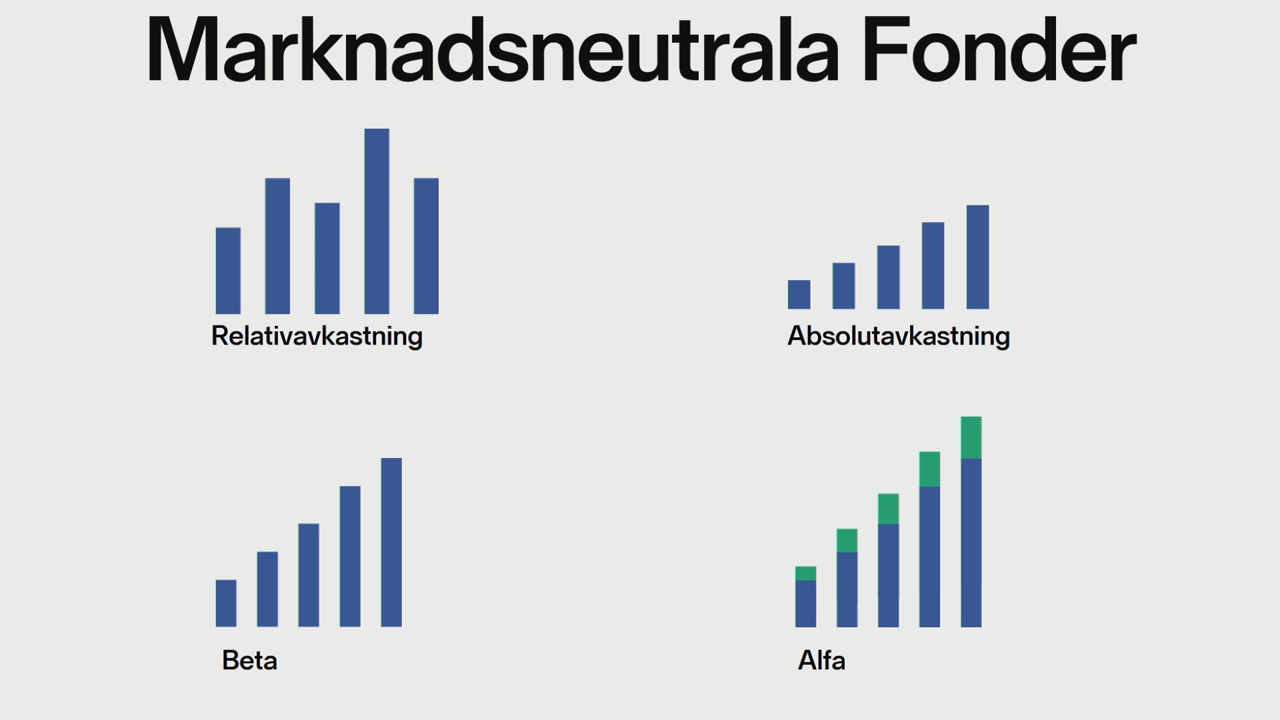 Marknadsneutrala Fonder
Relativavkastning
Absolutavkastning
Beta
Alfa